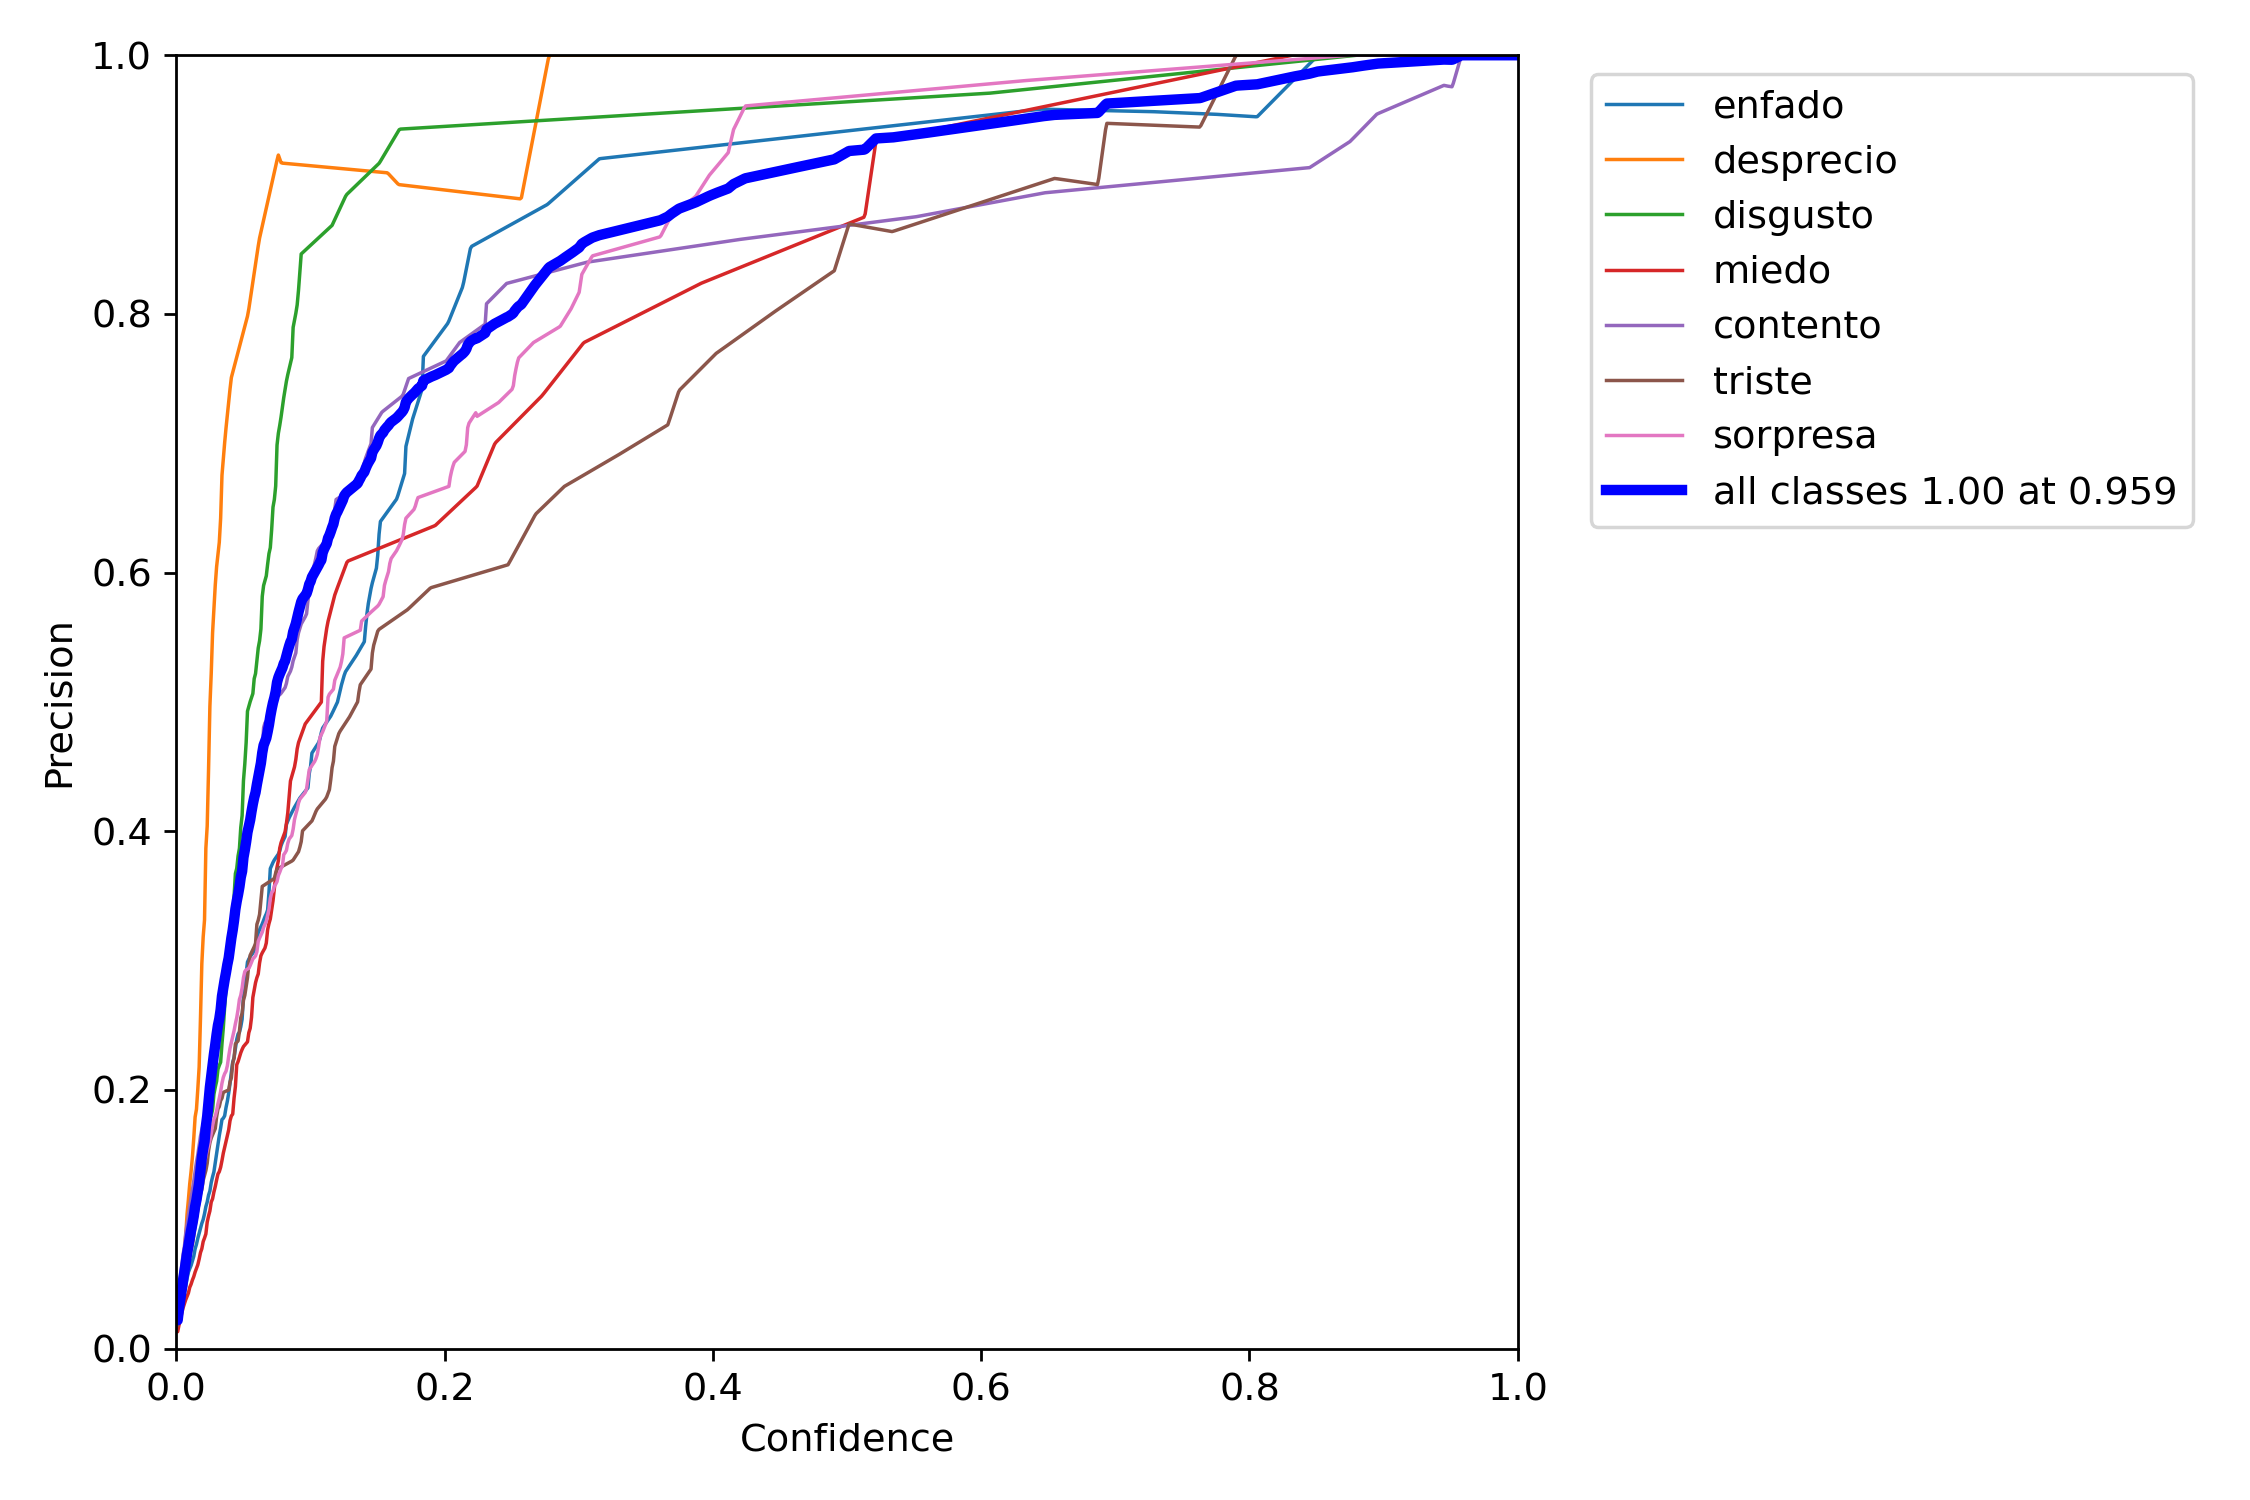 1.0
0.8
0.6
0.4
0.2
0.0
0.0 0.2 0.4 0.6 0.8 1.0
Precision
Confidence
enfado
desprecio
disgusto
miedo
contento
triste
sorpresa
all classes 1.00 at 0.959